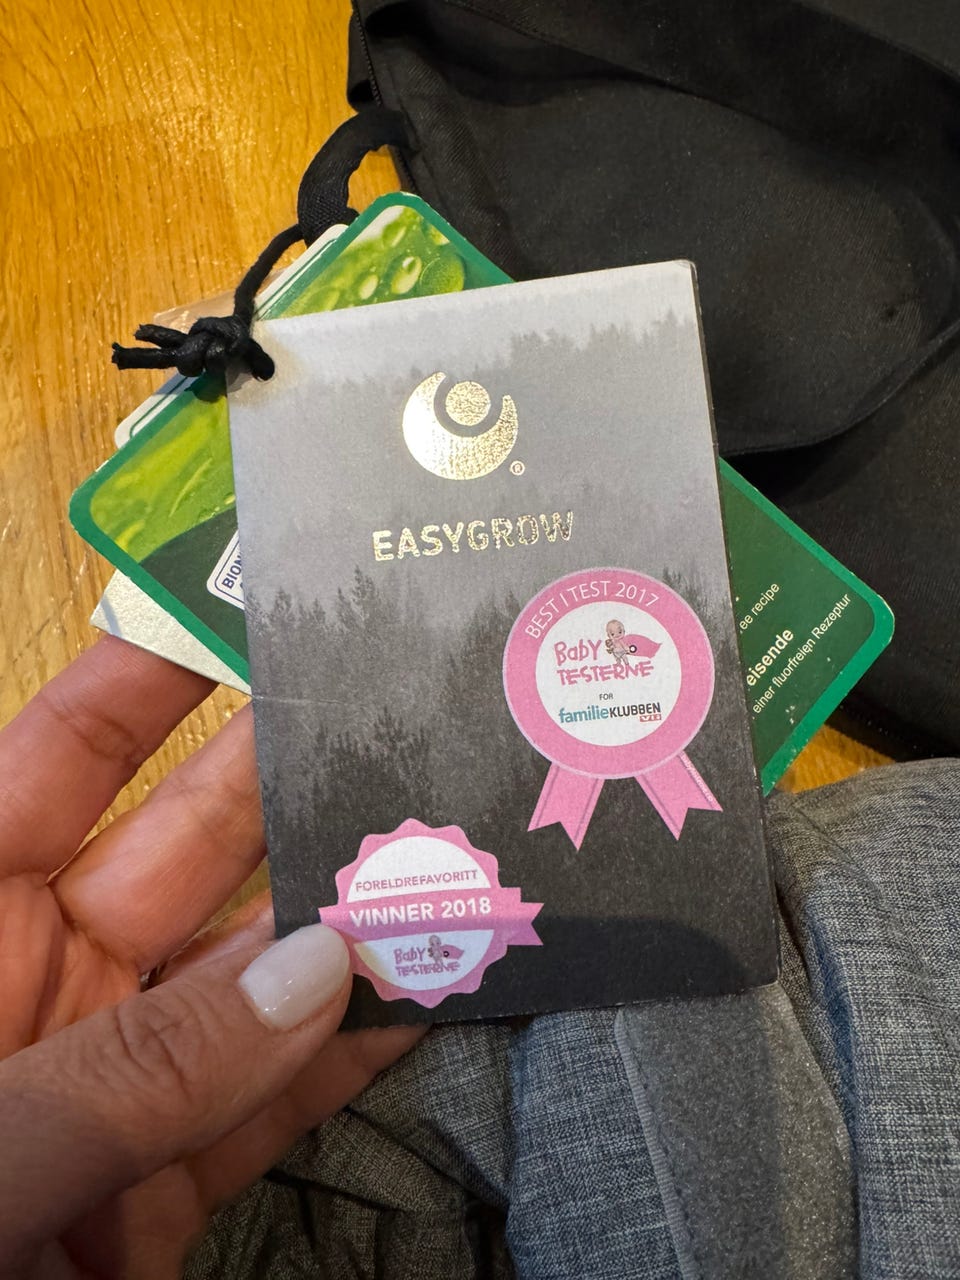 ®
EASYGROW
BEST I TEST 2017
BaBY
TESTERNE
FOR
familieKLUBBEN
FORELDREFAVORITT
VINNER 2018
BaBY
TESTERNE
BION
ee recipe
eisende
einer fluorfreien Rezeptur